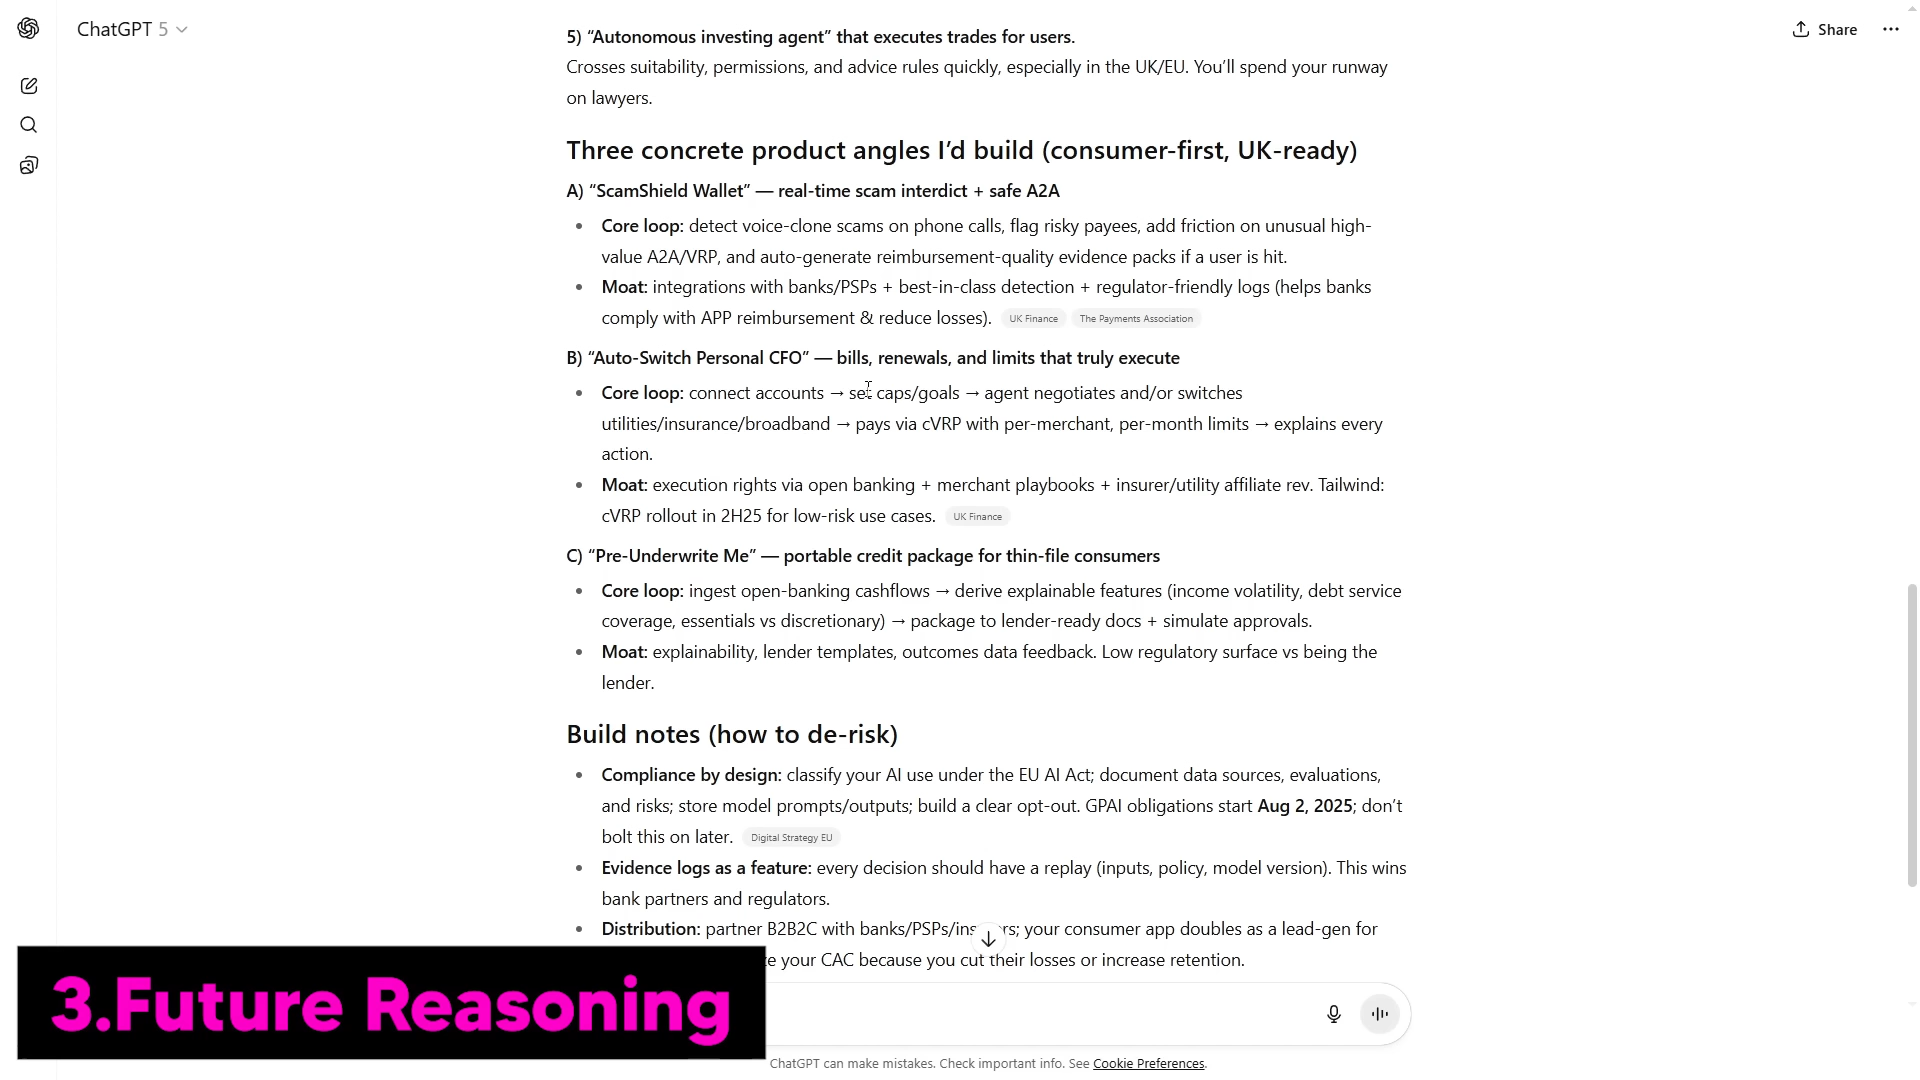 ChatGPT 5
Share
5) “Autonomous investing agent” that executes trades for users.
Crosses suitability, permissions, and advice rules quickly, especially in the UK/EU. You’ll spend your runway
on lawyers.
Three concrete product angles I’d build (consumer-first, UK-ready)
A) “ScamShield Wallet” — real-time scam interdict + safe A2A
• Core loop: detect voice-clone scams on phone calls, flag risky payees, add friction on unusual high-
value A2A/VRP, and auto-generate reimbursement-quality evidence packs if a user is hit.
• Moat: integrations with banks/PSPs + best-in-class detection + regulator-friendly logs (helps banks
comply with APP reimbursement & reduce losses). UK Finance The Payments Association
B) “Auto-Switch Personal CFO” — bills, renewals, and limits that truly execute
• Core loop: connect accounts → set caps/goals → agent negotiates and/or switches
utilities/insurance/broadband → pays via cVRP with per-merchant, per-month limits → explains every
action.
• Moat: execution rights via open banking + merchant playbooks + insurer/utility affiliate rev. Tailwind:
cVRP rollout in 2H25 for low-risk use cases. UK Finance
C) “Pre-Underwrite Me” — portable credit package for thin-file consumers
• Core loop: ingest open-banking cashflows → derive explainable features (income volatility, debt service
coverage, essentials vs discretionary) → package to lender-ready docs + simulate approvals.
• Moat: explainability, lender templates, outcomes data feedback. Low regulatory surface vs being the
lender.
Build notes (how to de-risk)
• Compliance by design: classify your AI use under the EU AI Act; document data sources, evaluations,
and risks; store model prompts/outputs; build a clear opt-out. GPAI obligations start Aug 2, 2025; don’t
bolt this on later. Digital Strategy EU
• Evidence logs as a feature: every decision should have a replay (inputs, policy, model version). This wins
bank partners and regulators.
• Distribution: partner B2B2C with your consumer app doubles as a lead-gen for
your CAC because you cut their losses or increase retention.
3.Future Reasoning
ChatGPT can make mistakes. Check important info. See Cookie Preferences.